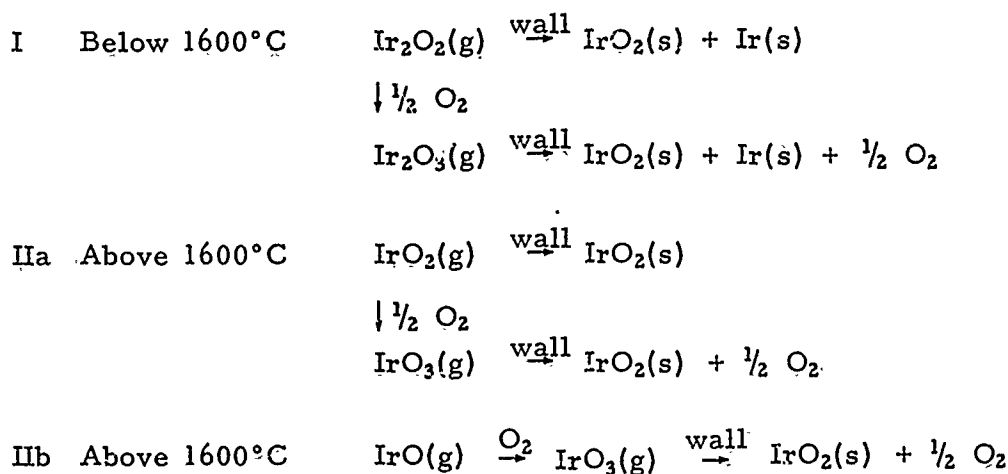 I Below 1600°C Ir₂O₂(g) wall → IrO₂(s) + Ir(s)
↓ ½ O₂
Ir₂O₃(g) wall → IrO₂(s) + Ir(s) + ½ O₂
IIa Above 1600°C IrO₂(g) wall → IrO₂(s)
↓ ½ O₂
IrO₃(g) wall → IrO₂(s) + ½ O₂
IIb Above 1600°C IrO(g) O₂ → IrO₃(g) wall → IrO₂(s) + ½ O₂